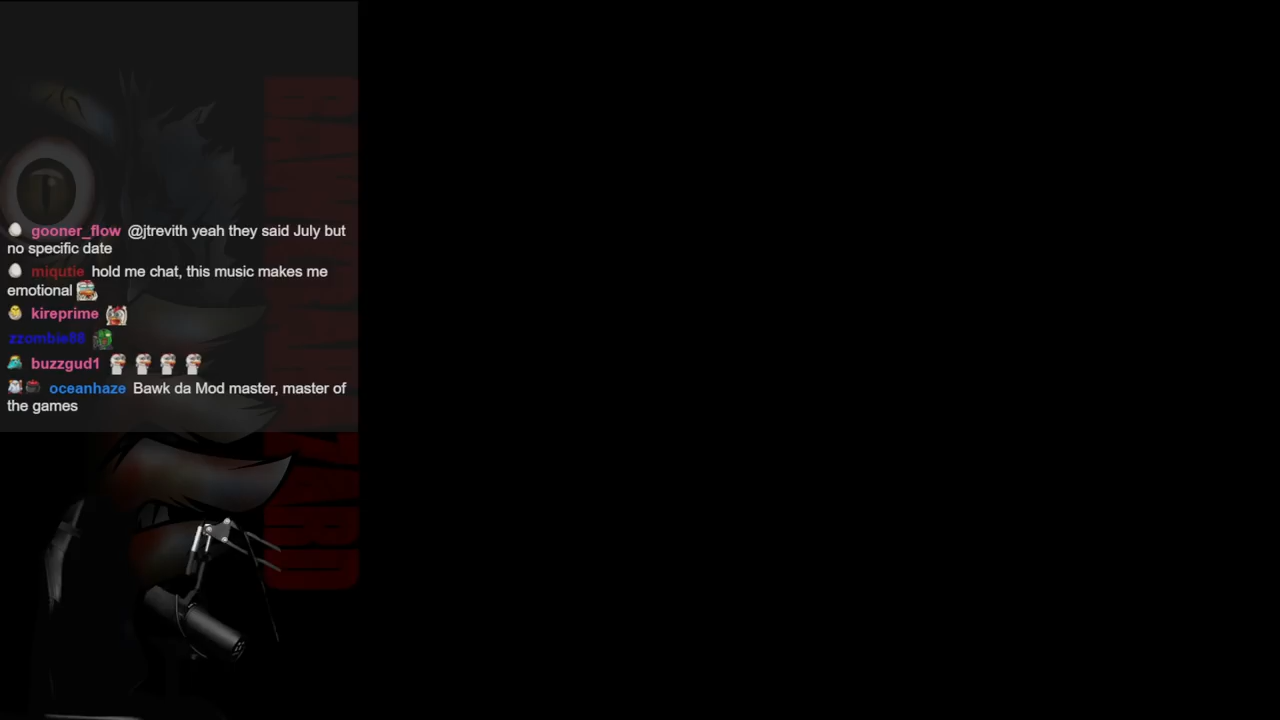 gooner_flow @jtrevith yeah they said July but
no specific date
miqutie hold me chat, this music makes me
emotional
kireprime
zzombie86
buzzgud1
oceanhaze Bawk da Mod master, master of
the games